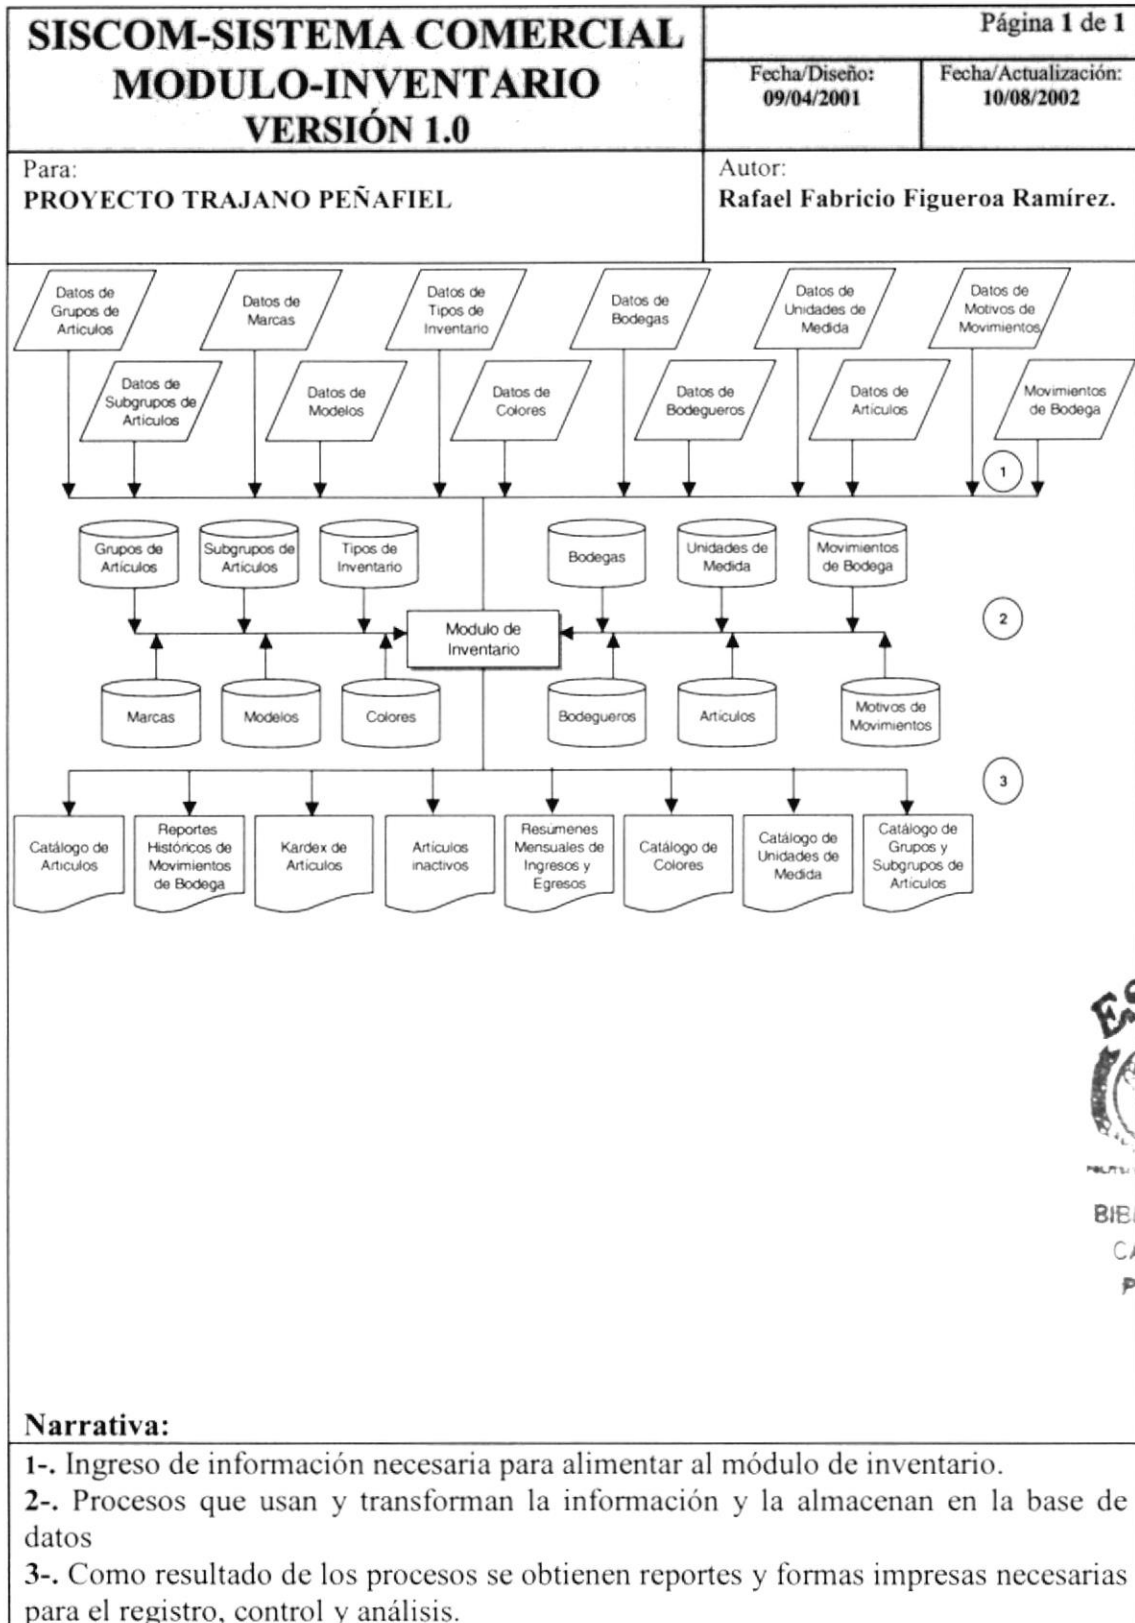 SISCOM-SISTEMA COMERCIAL
MODULO-INVENTARIO
VERSIÓN 1.0
Página 1 de 1
Fecha/Diseño:
09/04/2001
Fecha/Actualización:
10/08/2002
Para:
PROYECTO TRAJANO PEÑAFIEL
Autor:
Rafael Fabricio Figueroa Ramírez.
Datos de
Grupos de
Articulos
Datos de
Marcas
Datos de
Tipos de
Inventario
Datos de
Bodegas
Datos de
Unidades de
Medida
Datos de
Motivos de
Movimientos
Datos de
Subgrupos de
Articulos
Datos de
Modelos
Datos de
Colores
Datos de
Bodegueros
Datos de
Artículos
Movimientos
de Bodega
1
Grupos de
Artículos
Subgrupos de
Artículos
Tipos de
Inventario
Bodegas
Unidades de
Medida
Movimientos
de Bodega
Modulo de
Inventario
2
Marcas
Modelos
Colores
Bodegueros
Artículos
Motivos de
Movimientos
3
Catálogo de
Artículos
Reportes
Históricos de
Movimientos
de Bodega
Kardex de
Artículos
Artículos
inactivos
Resúmenes
Mensuales de
Ingresos y
Egresos
Catálogo de
Colores
Catálogo de
Unidades de
Medida
Catálogo de
Grupos y
Subgrupos de
Artículos
ES
BIB
CA
P
Narrativa:
1-. Ingreso de información necesaria para alimentar al módulo de inventario.
2-. Procesos que usan y transforman la información y la almacenan en la base de
datos
3-. Como resultado de los procesos se obtienen reportes y formas impresas necesarias
para el registro, control y análisis.